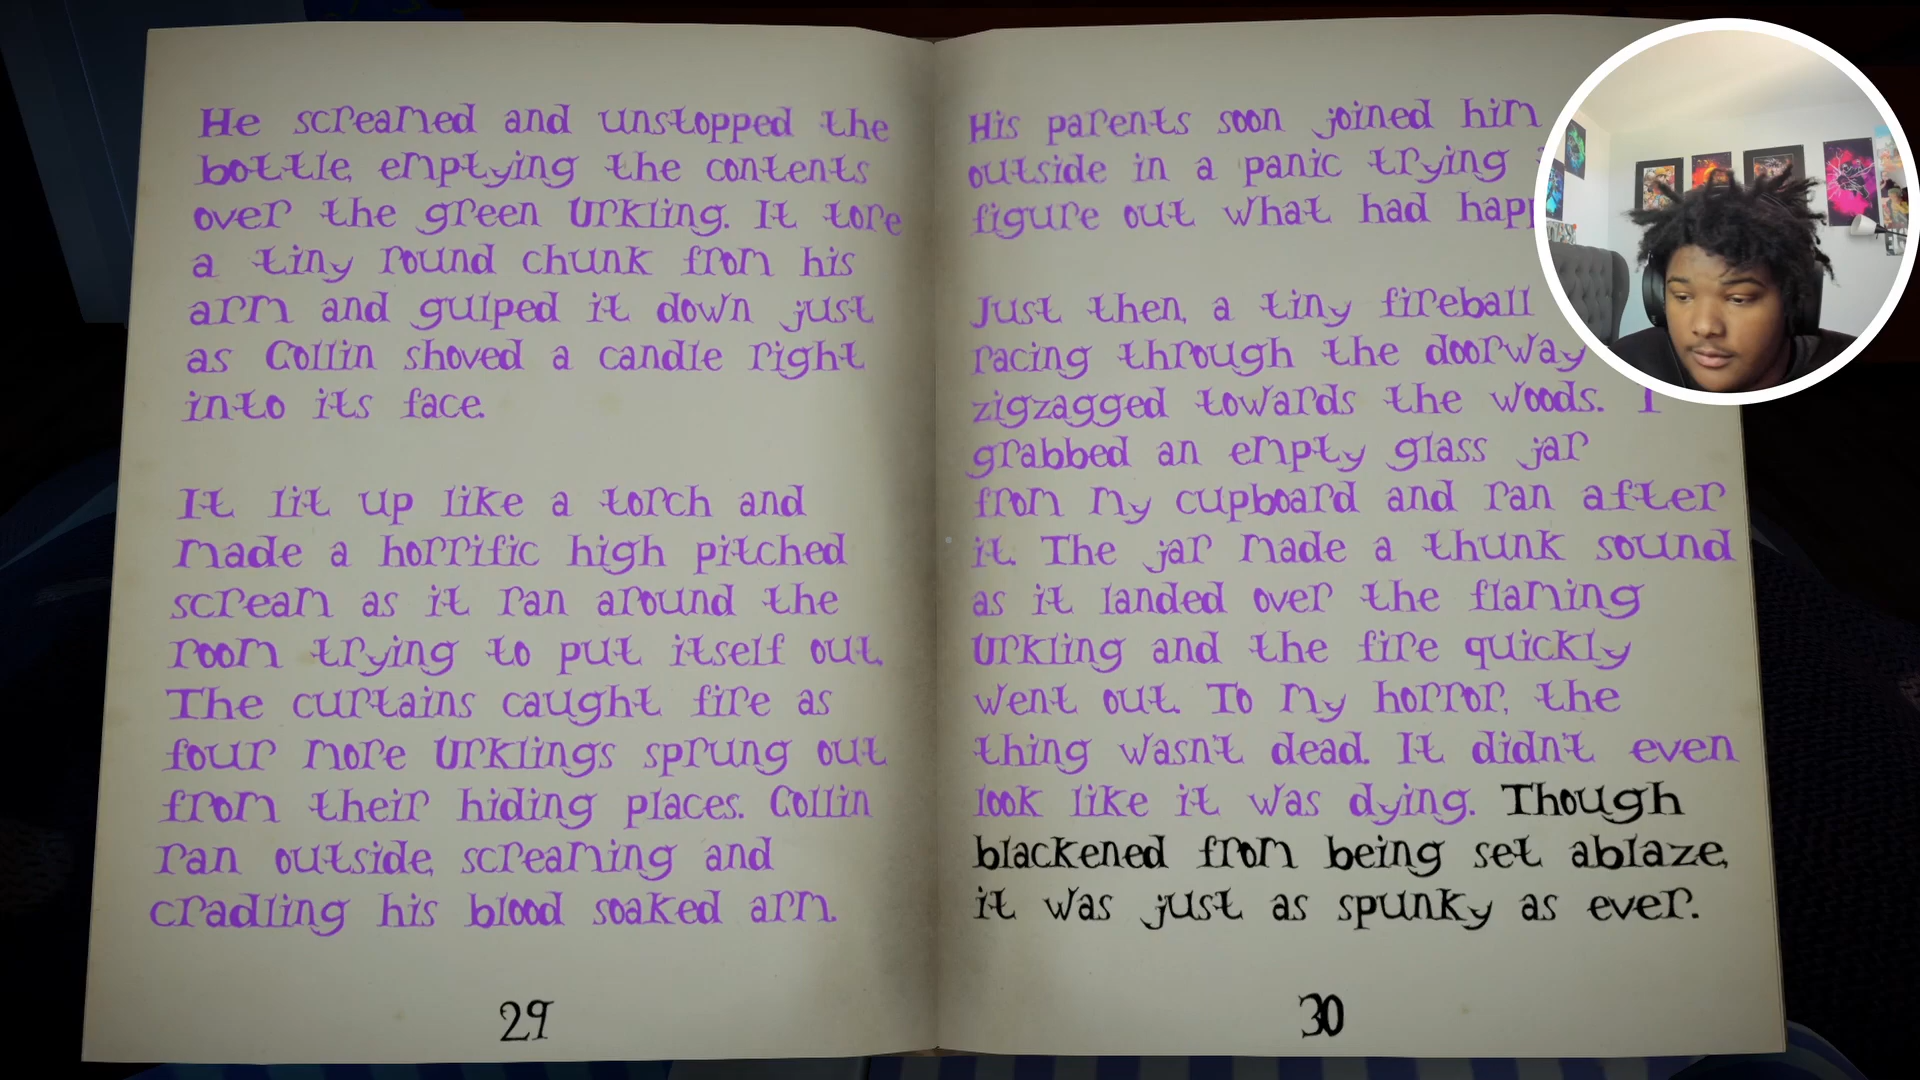 He screamed and unstopped the
bottle, emptying the contents
over the green Urkling. It tore
a tiny round chunk from his
arm and gulped it down just
as Collin shoved a candle right
into its face.
It lit up like a torch and
made a horrific high pitched
scream as it ran around the
room trying to put itself out.
The curtains caught fire as
four more Urklings sprung out
from their hiding places. Collin
ran outside, screaming and
cradling his blood soaked arm.
29
His parents soon joined him
outside in a panic trying
figure out what had
Just then, a tiny fireball
racing through the doorway
zigzagged towards the woods. I
grabbed an empty glass jar
from my cupboard and ran after
it. The jar made a thunk sound
as it landed over the flaming
Urkling and the fire quickly
went out. To my horror, the
thing wasn't dead. It didn't even
look like it was dying. Though
blackened from being set ablaze,
it was just as spunky as ever.
30